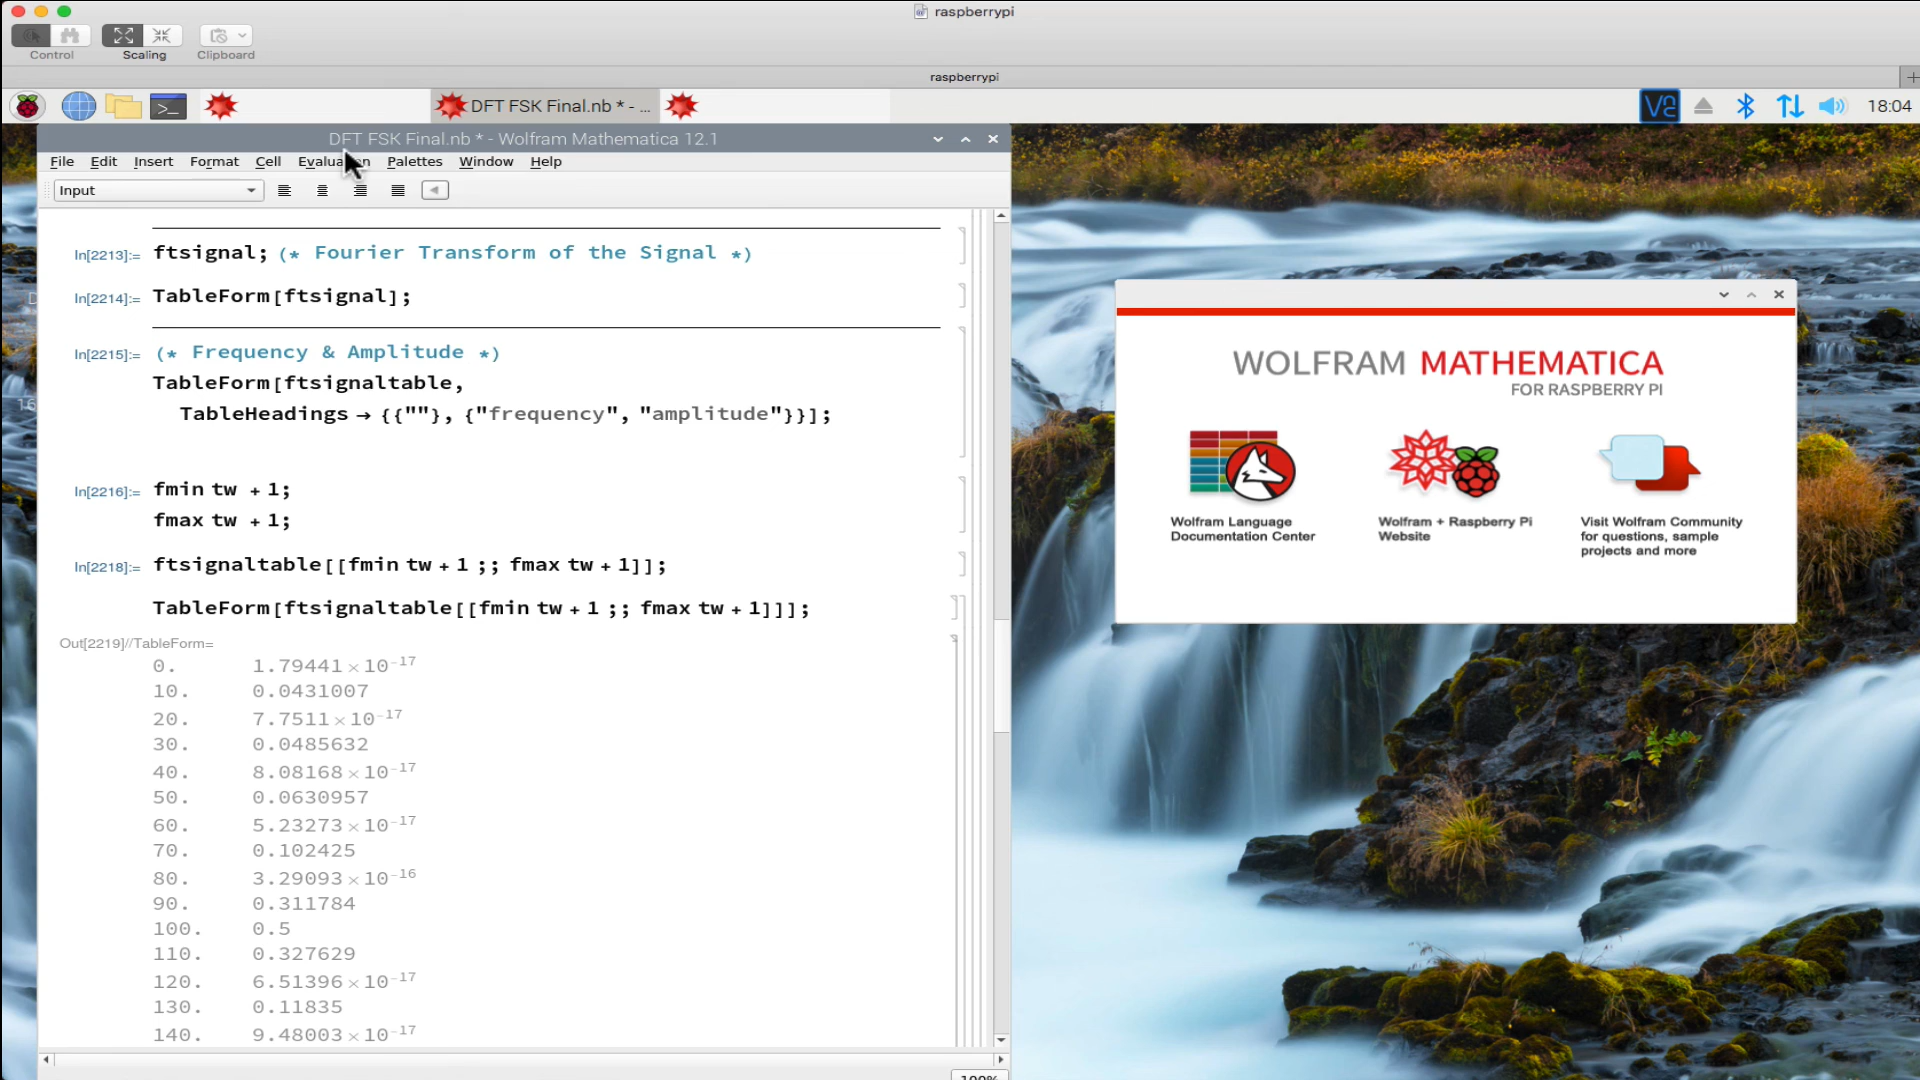 raspberrypi
Control
Scaling
Clipboard
raspberrypi
DFT FSK Final.nb * - ...
18:04
DFT FSK Final.nb * - Wolfram Mathematica 12.1
File Edit Insert Format Cell Evaluation Palettes Window Help
Input
In[2213]:= ftsignal; (* Fourier Transform of the Signal *)
In[2214]:= TableForm[ftsignal];
In[2215]:= (* Frequency & Amplitude *)
TableForm[ftsignaltable,
TableHeadings → {{""}, {"frequency", "amplitude"}}];
In[2216]:= fmin tw + 1;
fmax tw + 1;
In[2218]:= ftsignaltable[[fmin tw + 1 ;; fmax tw + 1]];
TableForm[ftsignaltable[[fmin tw + 1 ;; fmax tw + 1]]];
Out[2219]//TableForm=
0. 1.79441 × 10^-17
10. 0.0431007
20. 7.7511 × 10^-17
30. 0.0485632
40. 8.08168 × 10^-17
50. 0.0630957
60. 5.23273 × 10^-17
70. 0.102425
80. 3.29093 × 10^-16
90. 0.311784
100. 0.5
110. 0.327629
120. 6.51396 × 10^-17
130. 0.11835
140. 9.48003 × 10^-17
100%
WOLFRAM MATHEMATICA
FOR RASPBERRY PI
Wolfram Language
Documentation Center
Wolfram + Raspberry Pi
Website
Visit Wolfram Community
for questions, sample
projects and more